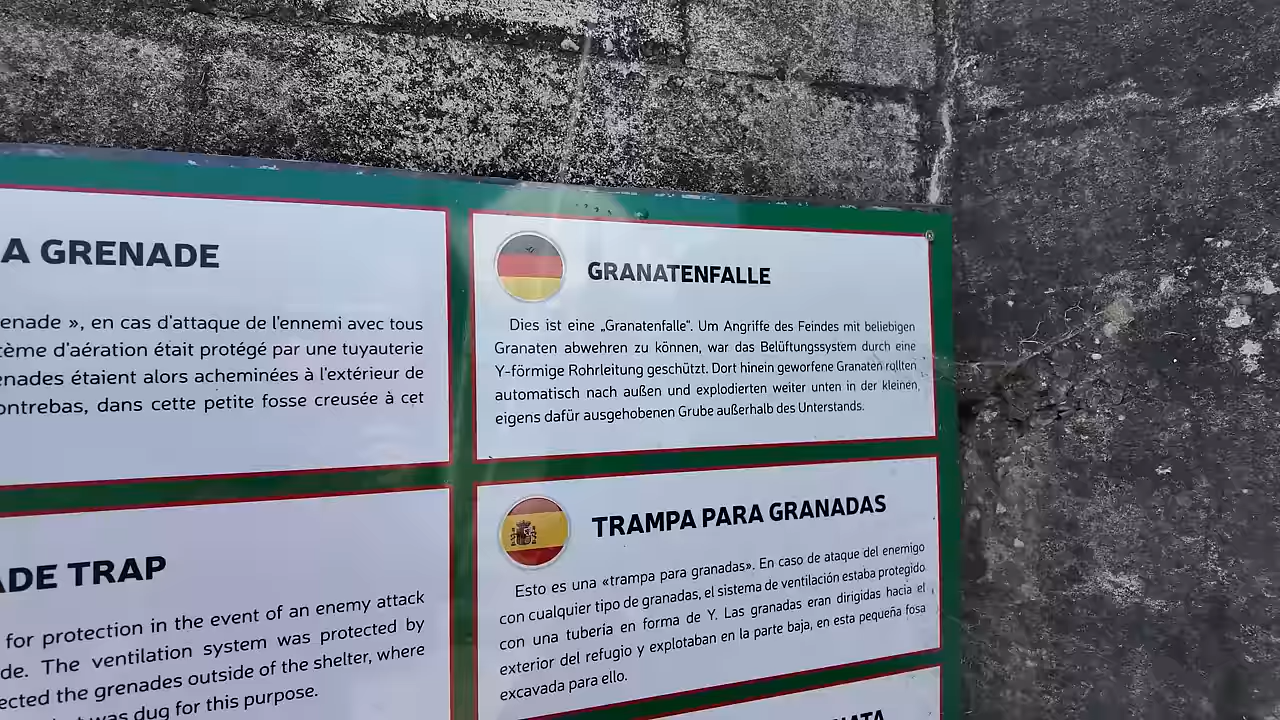 A GRENADE
enade », en cas d'attaque de l'ennemi avec tous
tème d'aération était protégé par une tuyauterie
enades étaient alors acheminées à l'extérieur de
ontrebas, dans cette petite fosse creusée à cet
GRANATENFALLE
Dies ist eine „Granatenfalle“. Um Angriffe des Feindes mit beliebigen
Granaten abwehren zu können, war das Belüftungssystem durch eine
Y-förmige Rohrleitung geschützt. Dort hinein geworfene Granaten rollten
automatisch nach außen und explodierten weiter unten in der kleinen,
eigens dafür ausgehobenen Grube außerhalb des Unterstands.
ADE TRAP
for protection in the event of an enemy attack
de. The ventilation system was protected by
ected the grenades outside of the shelter, where
was dug for this purpose.
TRAMPA PARA GRANADAS
Esto es una «trampa para granadas». En caso de ataque del enemigo
con cualquier tipo de granadas, el sistema de ventilación estaba protegido
con una tubería en forma de Y. Las granadas eran dirigidas hacia el
exterior del refugio y explotaban en la parte baja, en esta pequeña fosa
excavada para ello.